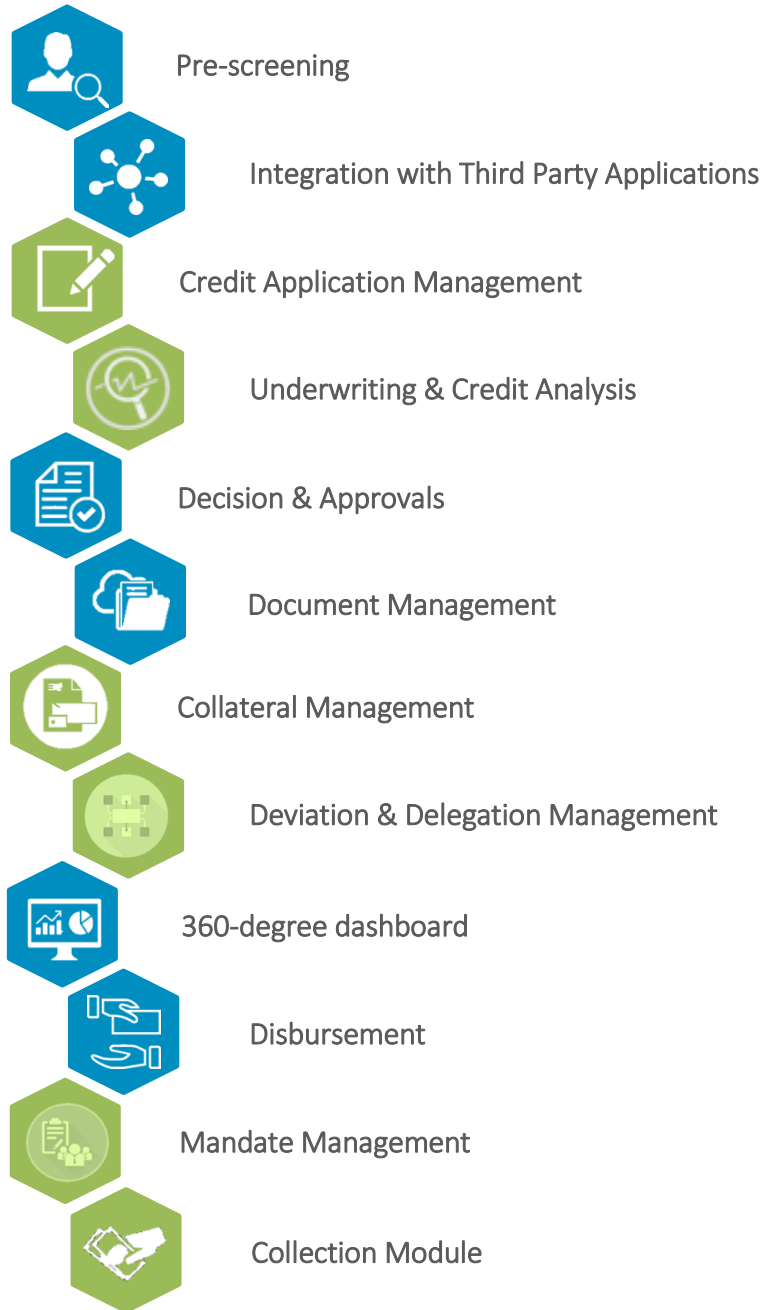 Pre-screening
Integration with Third Party Applications
Credit Application Management
Underwriting & Credit Analysis
Decision & Approvals
Document Management
Collateral Management
Deviation & Delegation Management
360-degree dashboard
Disbursement
Mandate Management
Collection Module